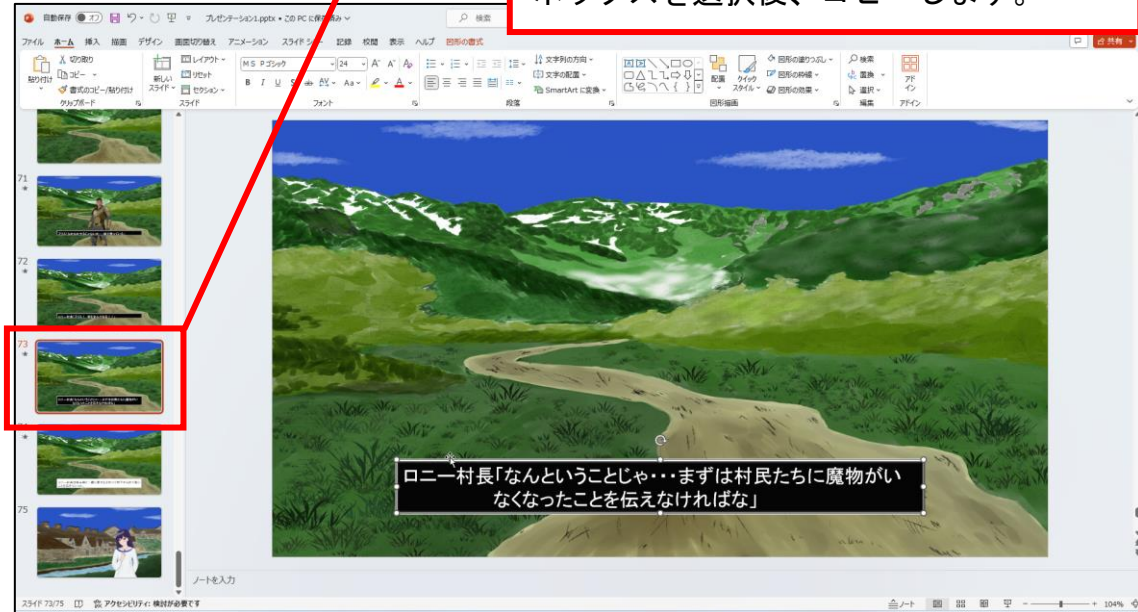 ボックスを選択後、コピーします。
自動保存 オフ プレゼンテーション1.pptx • この PC に保存済み 検索
ファイル ホーム 挿入 描画 デザイン 画面切り替え アニメーション スライド ショー 記録 校閲 表示 ヘルプ 図形の書式 共有
貼り付け 切り取り コピー 書式のコピー/貼り付け
クリップボード
新しい スライド レイアウト リセット セクション
スライド
MS Pゴシック 24
B I U S ab AV Aa A
フォント
文字列の方向 文字の配置 SmartArt に変換
段落
配置 クイック スタイル 図形の塗りつぶし 図形の枠線 図形の効果
図形描画
検索 置換 選択
編集
アド イン
アドイン
71
72
73
75
ロニー村長「なんということじゃ・・・まずは村民たちに魔物がい
なくなったことを伝えなければな」
ノートを入力
スライド 73/75 アクセシビリティ: 検討が必要です ノート 104%